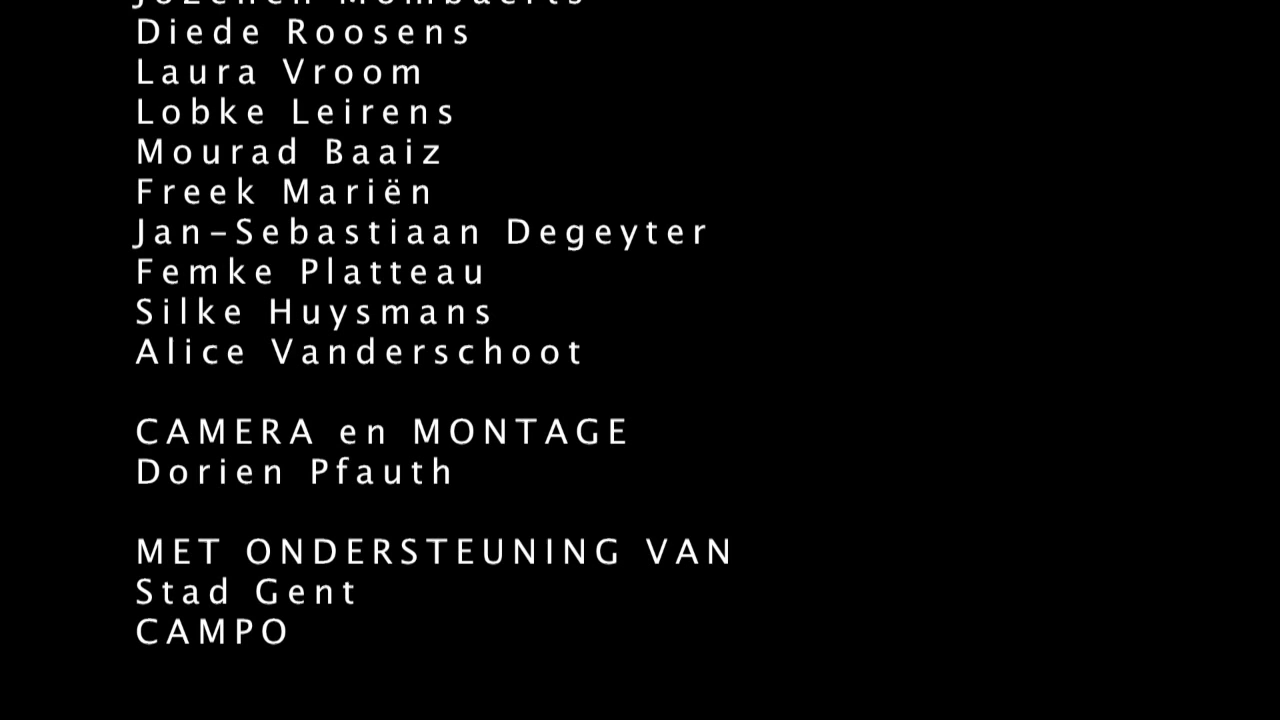 Diede Roosens
Laura Vroom
Lobke Leirens
Mourad Baaiz
Freek Mariën
Jan-Sebastiaan Degeyter
Femke Platteau
Silke Huysmans
Alice Vanderschoot
CAMERA en MONTAGE
Dorien Pfauth
MET ONDERSTEUNING VAN
Stad Gent
CAMPO